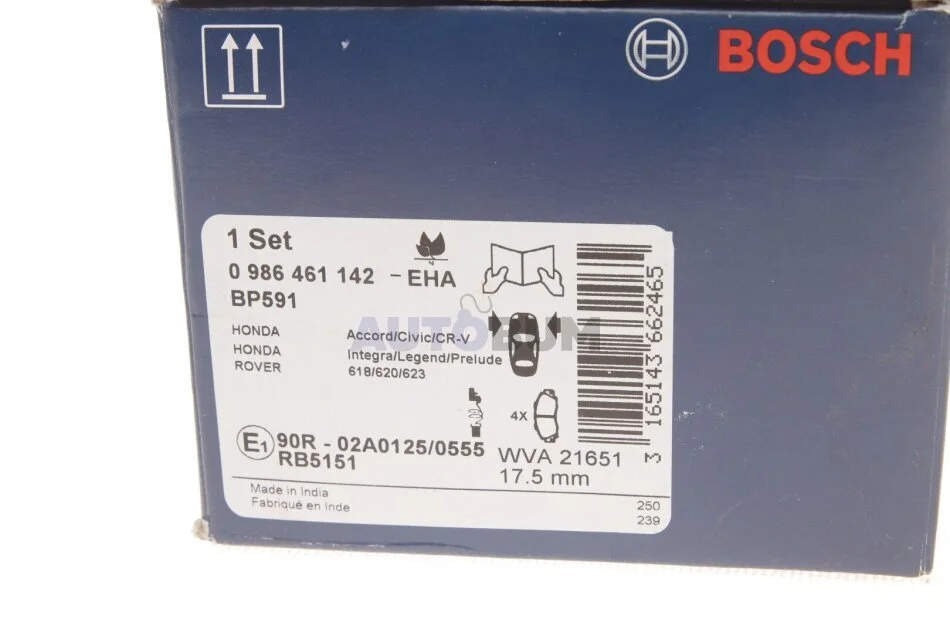 BOSCH
1 Set
0 986 461 142 - EHA
BP591
HONDA Accord/Civic/CR-V
HONDA Integra/Legend/Prelude
ROVER 618/620/623
AUTOBUM
4X
E1 90R - 02A0125/0555
RB5151
WVA 21651
17.5 mm
3 165143 662465
Made in India
Fabriqué en Inde
250
239